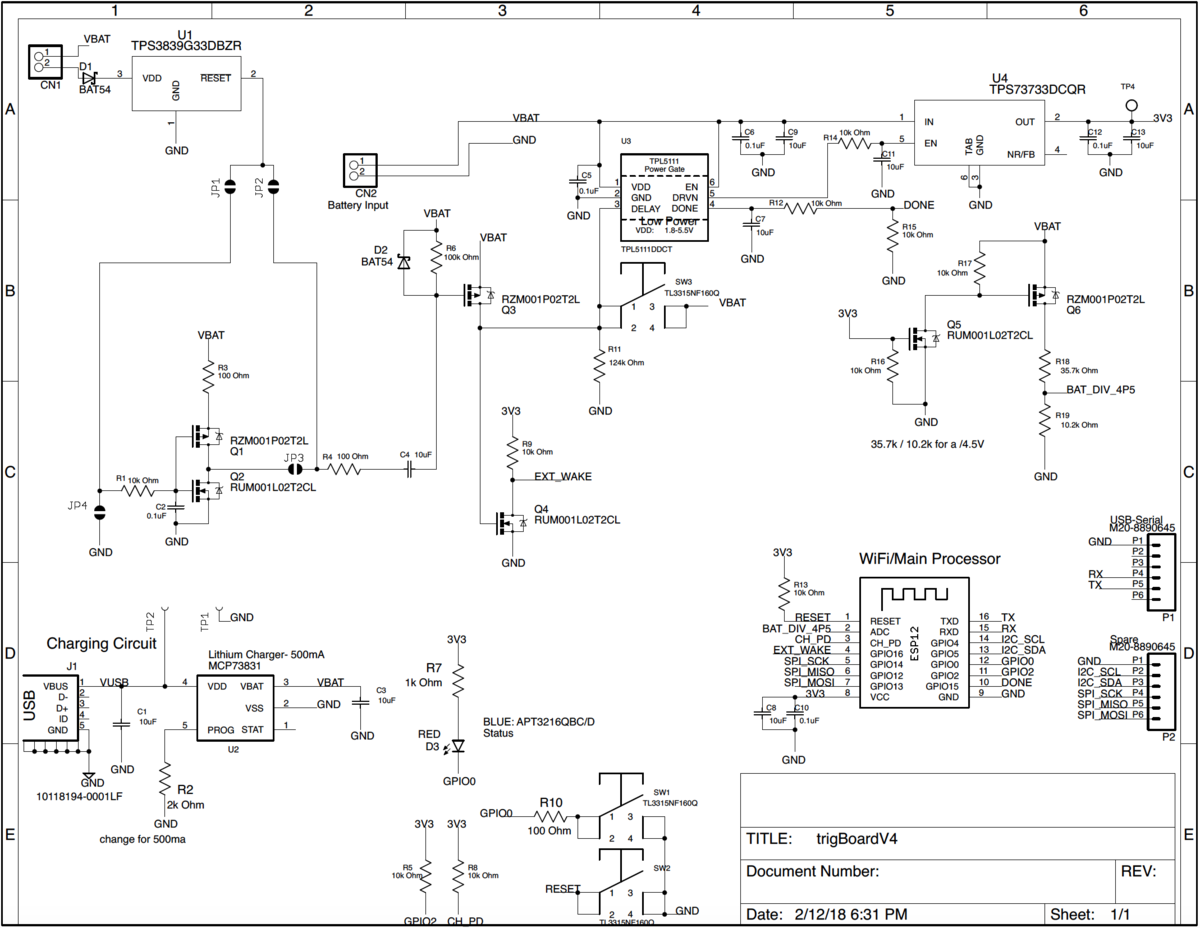 1 2 3 4 5 6
A
B
C
D
E
A
B
C
D
E
VBAT
1
2
CN1
D1
BAT54
U1
TPS3839G33DBZR
3 VDD RESET 2
GND
1
GND
JP1
JP2
1
2
CN2
Battery Input
VBAT
GND
C5
0.1uF
GND
U3
TPL5111
Power Gate
1 VDD EN 6
2 GND DRVN 5
3 DELAY DONE 4
Low Power
VDD: 1.8-5.5V
TPL5111DDCT
C6
0.1uF
C9
10uF
GND
R14 10k Ohm
C11
10uF
GND
U4
TPS73733DCQR
1 IN OUT 2
5 EN NR/FB 4
TAB
GND
6 3
GND
TP4
3V3
C12
0.1uF
C13
10uF
GND
R12 10k Ohm
DONE
C7
10uF
GND
R15
10k Ohm
GND
VBAT
D2
BAT54
R6
100k Ohm
VBAT
RZM001P02T2L
Q3
SW3
TL3315NF160Q
1 3
2 4
VBAT
R11
124k Ohm
GND
VBAT
R17
10k Ohm
RZM001P02T2L
Q6
3V3
Q5
RUM001L02T2CL
R16
10k Ohm
GND
R18
35.7k Ohm
BAT_DIV_4P5
R19
10.2k Ohm
GND
35.7k / 10.2k for a /4.5V
VBAT
R3
100 Ohm
RZM001P02T2L
Q1
Q2
RUM001L02T2CL
JP3
R4 100 Ohm
C4 10uF
R1 10k Ohm
C2
0.1uF
GND
JP4
GND
3V3
R9
10k Ohm
EXT_WAKE
Q4
RUM001L02T2CL
GND
USB-Serial
M20-8890645
GND P1
P2
P3
RX P4
TX P5
P6
P1
WiFi/Main Processor
3V3
R13
10k Ohm
ESP12
RESET 1 RESET TXD 16 TX
BAT_DIV_4P5 2 ADC RXD 15 RX
CH_PD 3 CH_PD GPIO4 14 I2C_SCL
EXT_WAKE 4 GPIO16 GPIO5 13 I2C_SDA
SPI_SCK 5 GPIO14 GPIO0 12 GPIO0
SPI_MISO 6 GPIO12 GPIO2 11 GPIO2
SPI_MOSI 7 GPIO13 GPIO15 10 DONE
3V3 8 VCC GND 9 GND
C8
10uF
C10
0.1uF
GND
Spare
M20-8890645
GND P1
I2C_SCL P2
I2C_SDA P3
SPI_SCK P4
SPI_MISO P5
SPI_MOSI P6
P2
TP2
TP1
GND
Charging Circuit
J1
USB
VBUS 1
D- 2
D+ 3
ID 4
GND 5
VUSB
C1
10uF
GND
GND
10118194-0001LF
Lithium Charger- 500mA
MCP73831
4 VDD VBAT 3 VBAT
VSS 2 GND
5 PROG STAT 1
U2
R2
2k Ohm
GND
change for 500ma
C3
10uF
GND
3V3
R7
1k Ohm
BLUE: APT3216QBC/D
Status
RED
D3
GPIO0
GPIO0
R10
100 Ohm
SW1
TL3315NF160Q
1 3
2 4
3V3
3V3
R5
10k Ohm
R8
10k Ohm
GPIO2
CH_PD
RESET
SW2
1 3
2 4
TL3315NF160Q
GND
TITLE: trigBoardV4
Document Number:
REV:
Date: 2/12/18 6:31 PM
Sheet: 1/1